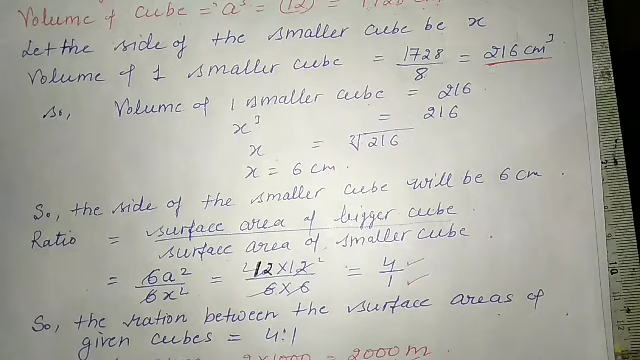 Volume of cube = a³ = (12)³ = 1728
Let the side of the smaller cube be x
Volume of 1 smaller cube = 1728/8 = 216 cm³
So, Volume of 1 smaller cube = 216
x³ = 216
x = ∛216
x = 6 cm.
So, the side of the smaller cube will be 6 cm.
Ratio = surface area of bigger cube / surface area of smaller cube.
= 6a²/6x² = 12×12/6×6 = 4/1
So, the ration between the surface areas of
given cubes = 4:1
2×1000 = 2000 m